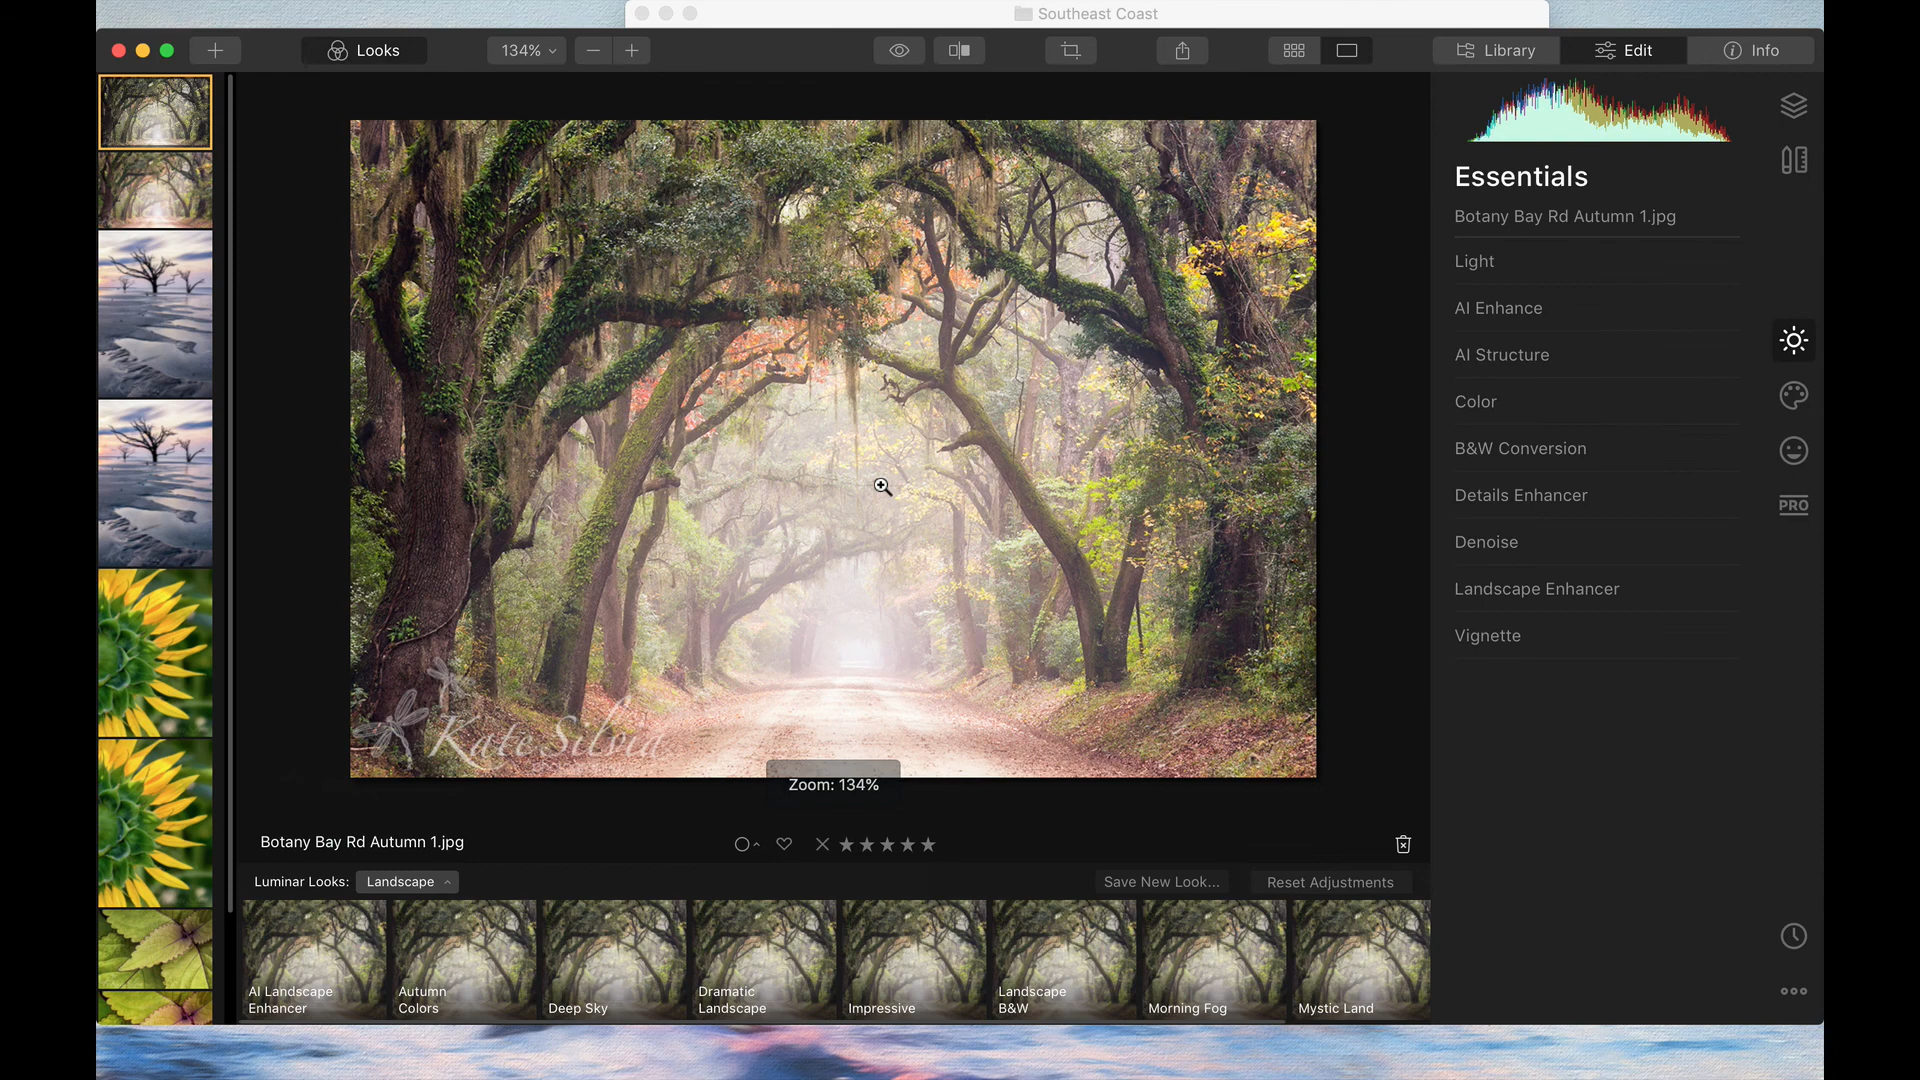 Southeast Coast
Looks
134%
Library
Edit
Info
Essentials
Botany Bay Rd Autumn 1.jpg
Light
AI Enhance
AI Structure
Color
B&W Conversion
Details Enhancer
Denoise
Landscape Enhancer
Vignette
PRO
Kate Silvia
Zoom: 134%
Botany Bay Rd Autumn 1.jpg
Luminar Looks:
Landscape
Save New Look...
Reset Adjustments
AI Landscape
Enhancer
Autumn
Colors
Deep Sky
Dramatic
Landscape
Impressive
Landscape
B&W
Morning Fog
Mystic Land